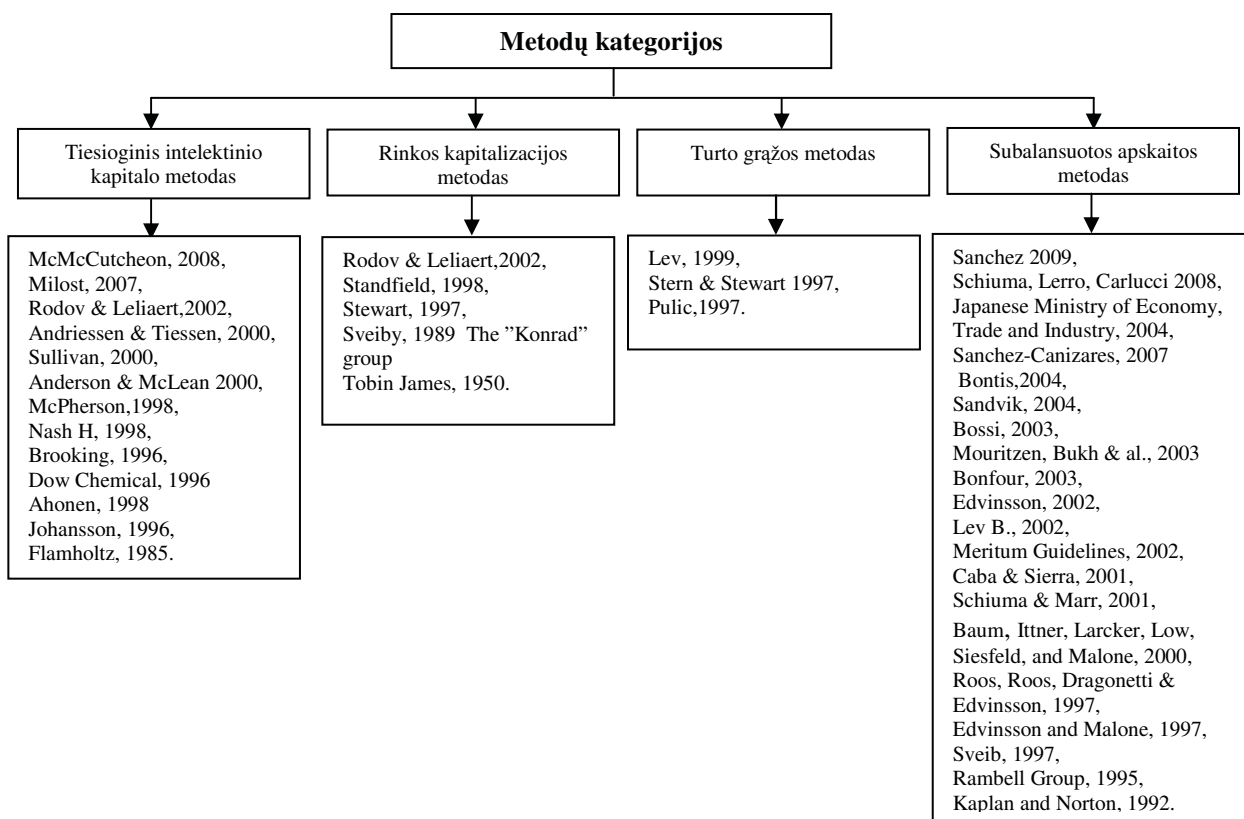 Metodų kategorijos
Tiesioginis intelektinio
kapitalo metodas
Rinkos kapitalizacijos
metodas
Turto grąžos metodas
Subalansuotos apskaitos
metodas
McMcCutcheon, 2008,
Milost, 2007,
Rodov & Leliaert,2002,
Andriessen & Tiessen, 2000,
Sullivan, 2000,
Anderson & McLean 2000,
McPherson,1998,
Nash H, 1998,
Brooking, 1996,
Dow Chemical, 1996
Ahonen, 1998
Johansson, 1996,
Flamholtz, 1985.
Rodov & Leliaert,2002,
Standfield, 1998,
Stewart, 1997,
Sveiby, 1989 The ”Konrad”
group
Tobin James, 1950.
Lev, 1999,
Stern & Stewart 1997,
Pulic,1997.
Sanchez 2009,
Schiuma, Lerro, Carlucci 2008,
Japanese Ministry of Economy,
Trade and Industry, 2004,
Sanchez-Canizares, 2007
Bontis,2004,
Sandvik, 2004,
Bossi, 2003,
Mouritzen, Bukh & al., 2003
Bonfour, 2003,
Edvinsson, 2002,
Lev B., 2002,
Meritum Guidelines, 2002,
Caba & Sierra, 2001,
Schiuma & Marr, 2001,
Baum, Ittner, Larcker, Low,
Siesfeld, and Malone, 2000,
Roos, Roos, Dragonetti &
Edvinsson, 1997,
Edvinsson and Malone, 1997,
Sveib, 1997,
Rambell Group, 1995,
Kaplan and Norton, 1992.